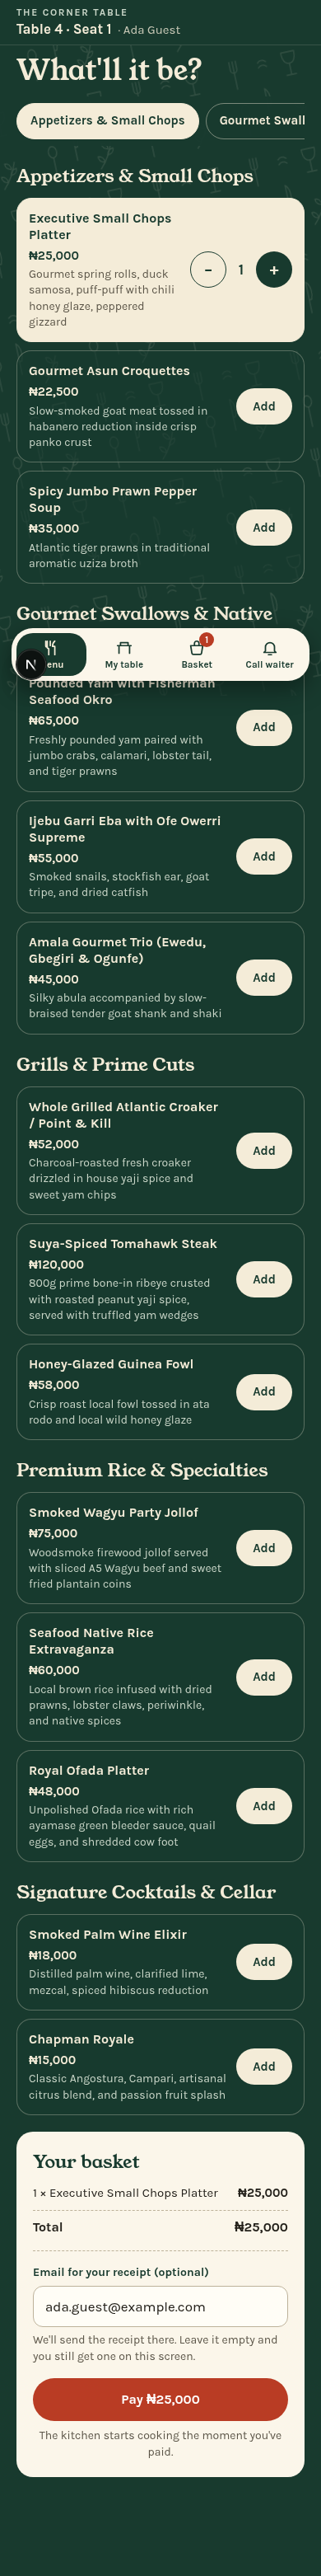 THE CORNER TABLE
Table 4 · Seat 1 · Ada Guest
What'll it be?
Appetizers & Small Chops
Gourmet Swall
Appetizers & Small Chops
Executive Small Chops
Platter
₦25,000
Gourmet spring rolls, duck
samosa, puff-puff with chili
honey glaze, peppered
gizzard
- 1 +
Gourmet Asun Croquettes
₦22,500
Slow-smoked goat meat tossed in
habanero reduction inside crisp
panko crust
Add
Spicy Jumbo Prawn Pepper
Soup
₦35,000
Atlantic tiger prawns in traditional
aromatic uziza broth
Add
Gourmet Swallows & Native
N
enu
My table
1
Basket
Call waiter
Pounded Yam with Fisherman
Seafood Okro
₦65,000
Freshly pounded yam paired with
jumbo crabs, calamari, lobster tail,
and tiger prawns
Add
Ijebu Garri Eba with Ofe Owerri
Supreme
₦55,000
Smoked snails, stockfish ear, goat
tripe, and dried catfish
Add
Amala Gourmet Trio (Ewedu,
Gbegiri & Ogunfe)
₦45,000
Silky abula accompanied by slow-
braised tender goat shank and shaki
Add
Grills & Prime Cuts
Whole Grilled Atlantic Croaker
/ Point & Kill
₦52,000
Charcoal-roasted fresh croaker
drizzled in house yaji spice and
sweet yam chips
Add
Suya-Spiced Tomahawk Steak
₦120,000
800g prime bone-in ribeye crusted
with roasted peanut yaji spice,
served with truffled yam wedges
Add
Honey-Glazed Guinea Fowl
₦58,000
Crisp roast local fowl tossed in ata
rodo and local wild honey glaze
Add
Premium Rice & Specialties
Smoked Wagyu Party Jollof
₦75,000
Woodsmoke firewood jollof served
with sliced A5 Wagyu beef and sweet
fried plantain coins
Add
Seafood Native Rice
Extravaganza
₦60,000
Local brown rice infused with dried
prawns, lobster claws, periwinkle,
and native spices
Add
Royal Ofada Platter
₦48,000
Unpolished Ofada rice with rich
ayamase green bleeder sauce, quail
eggs, and shredded cow foot
Add
Signature Cocktails & Cellar
Smoked Palm Wine Elixir
₦18,000
Distilled palm wine, clarified lime,
mezcal, spiced hibiscus reduction
Add
Chapman Royale
₦15,000
Classic Angostura, Campari, artisanal
citrus blend, and passion fruit splash
Add
Your basket
1 × Executive Small Chops Platter ₦25,000
Total ₦25,000
Email for your receipt (optional)
ada.guest@example.com
We'll send the receipt there. Leave it empty and
you still get one on this screen.
Pay ₦25,000
The kitchen starts cooking the moment you've
paid.